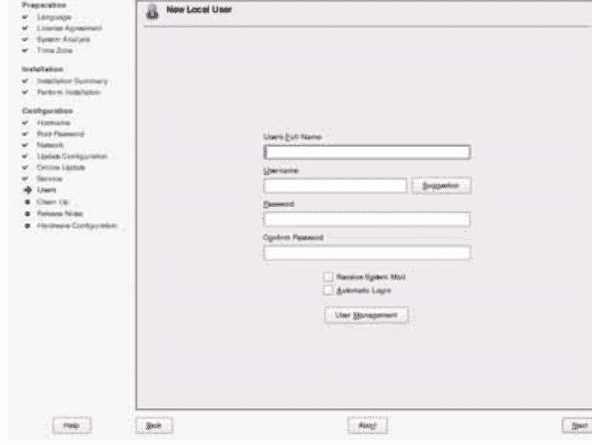 Preparation
Language
License Agreement
System Analysis
Time Zone
Installation
Installation Summary
Perform Installation
Configuration
Hostname
Root Password
Network
Update Configuration
Online Update
Service
Users
Clean Up
Release Notes
Hardware Configuration
New Local User
User's Full Name
Username
Suggestion
Password
Confirm Password
Receive System Mail
Automatic Login
User Management
Help
Back
Abort
Next